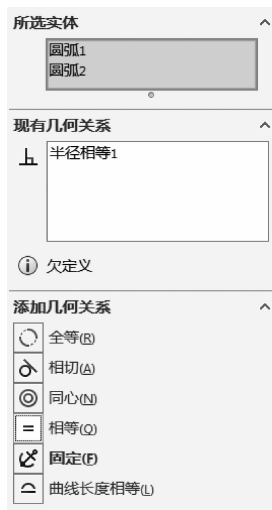 所选实体
圆弧1
圆弧2
现有几何关系
半径相等1
欠定义
添加几何关系
全等(R)
相切(A)
同心(N)
相等(Q)
固定(F)
曲线长度相等(L)